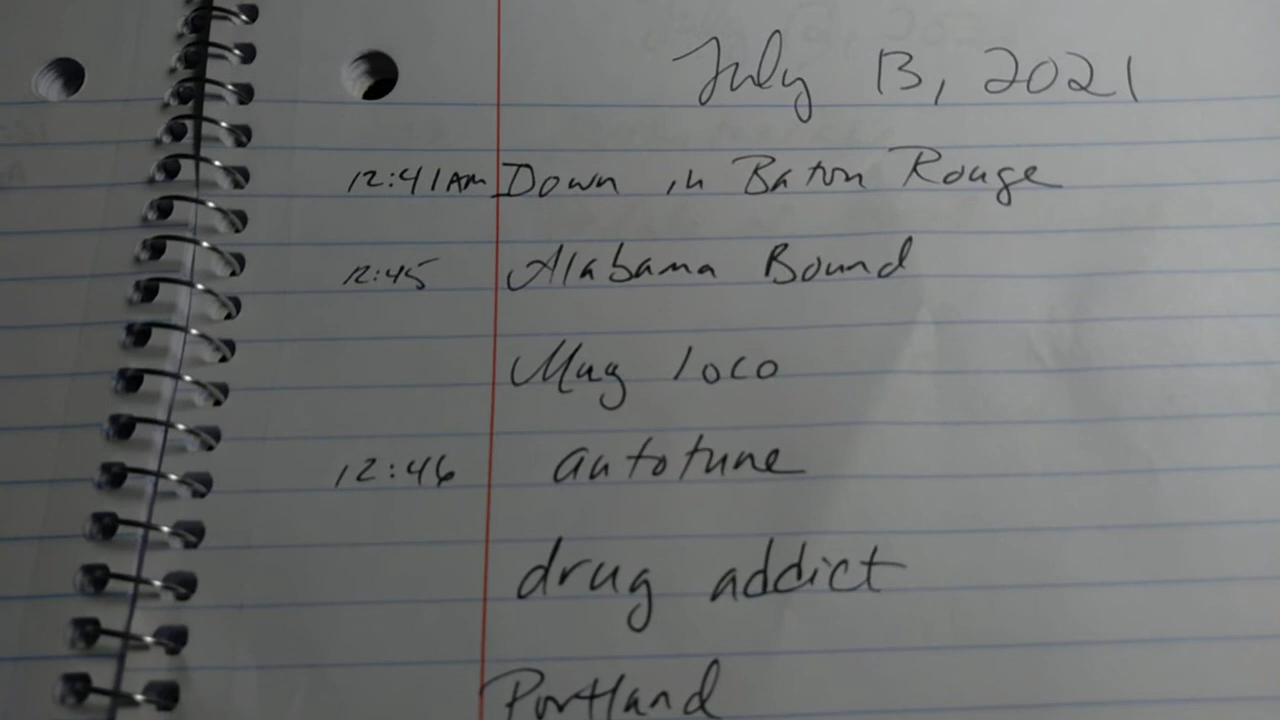 July 13, 2021
12:41AM Down in Baton Rouge
12:45 Alabama Bound
Muy loco
12:46 autotune
drug addict
Portland